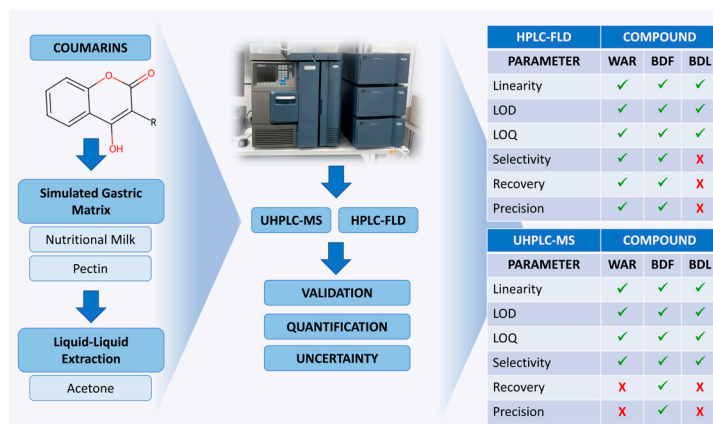 COUMARINS
O
O
R
OH
Simulated Gastric
Matrix
Nutritional Milk
Pectin
Liquid-Liquid
Extraction
Acetone
UHPLC-MS HPLC-FLD
VALIDATION
QUANTIFICATION
UNCERTAINTY
HPLC-FLD COMPOUND
PARAMETER WAR BDF BDL
Linearity ✓ ✓ ✓
LOD ✓ ✓ ✓
LOQ ✓ ✓ ✓
Selectivity ✓ ✓ X
Recovery ✓ ✓ X
Precision ✓ ✓ X
UHPLC-MS COMPOUND
PARAMETER WAR BDF BDL
Linearity ✓ ✓ ✓
LOD ✓ ✓ ✓
LOQ ✓ ✓ ✓
Selectivity ✓ ✓ ✓
Recovery X ✓ X
Precision X ✓ X